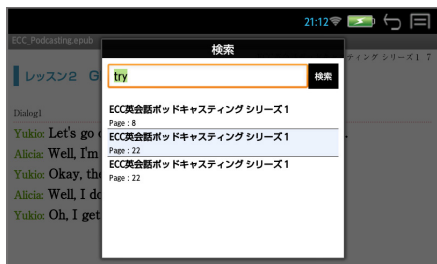 21:12
ECC_Podcasting.epub
検索
ティング シリーズ1 7
レッスン2 G
try
検索
Dialog1
ECC英会話ポッドキャスティング シリーズ1
Page : 8
Yukio: Let's go
ECC英会話ポッドキャスティング シリーズ1
Alicia: Well, I'm
Page : 22
Yukio: Okay, the
ECC英会話ポッドキャスティング シリーズ1
Page : 22
Alicia: Well, I do
Yukio: Oh, I get